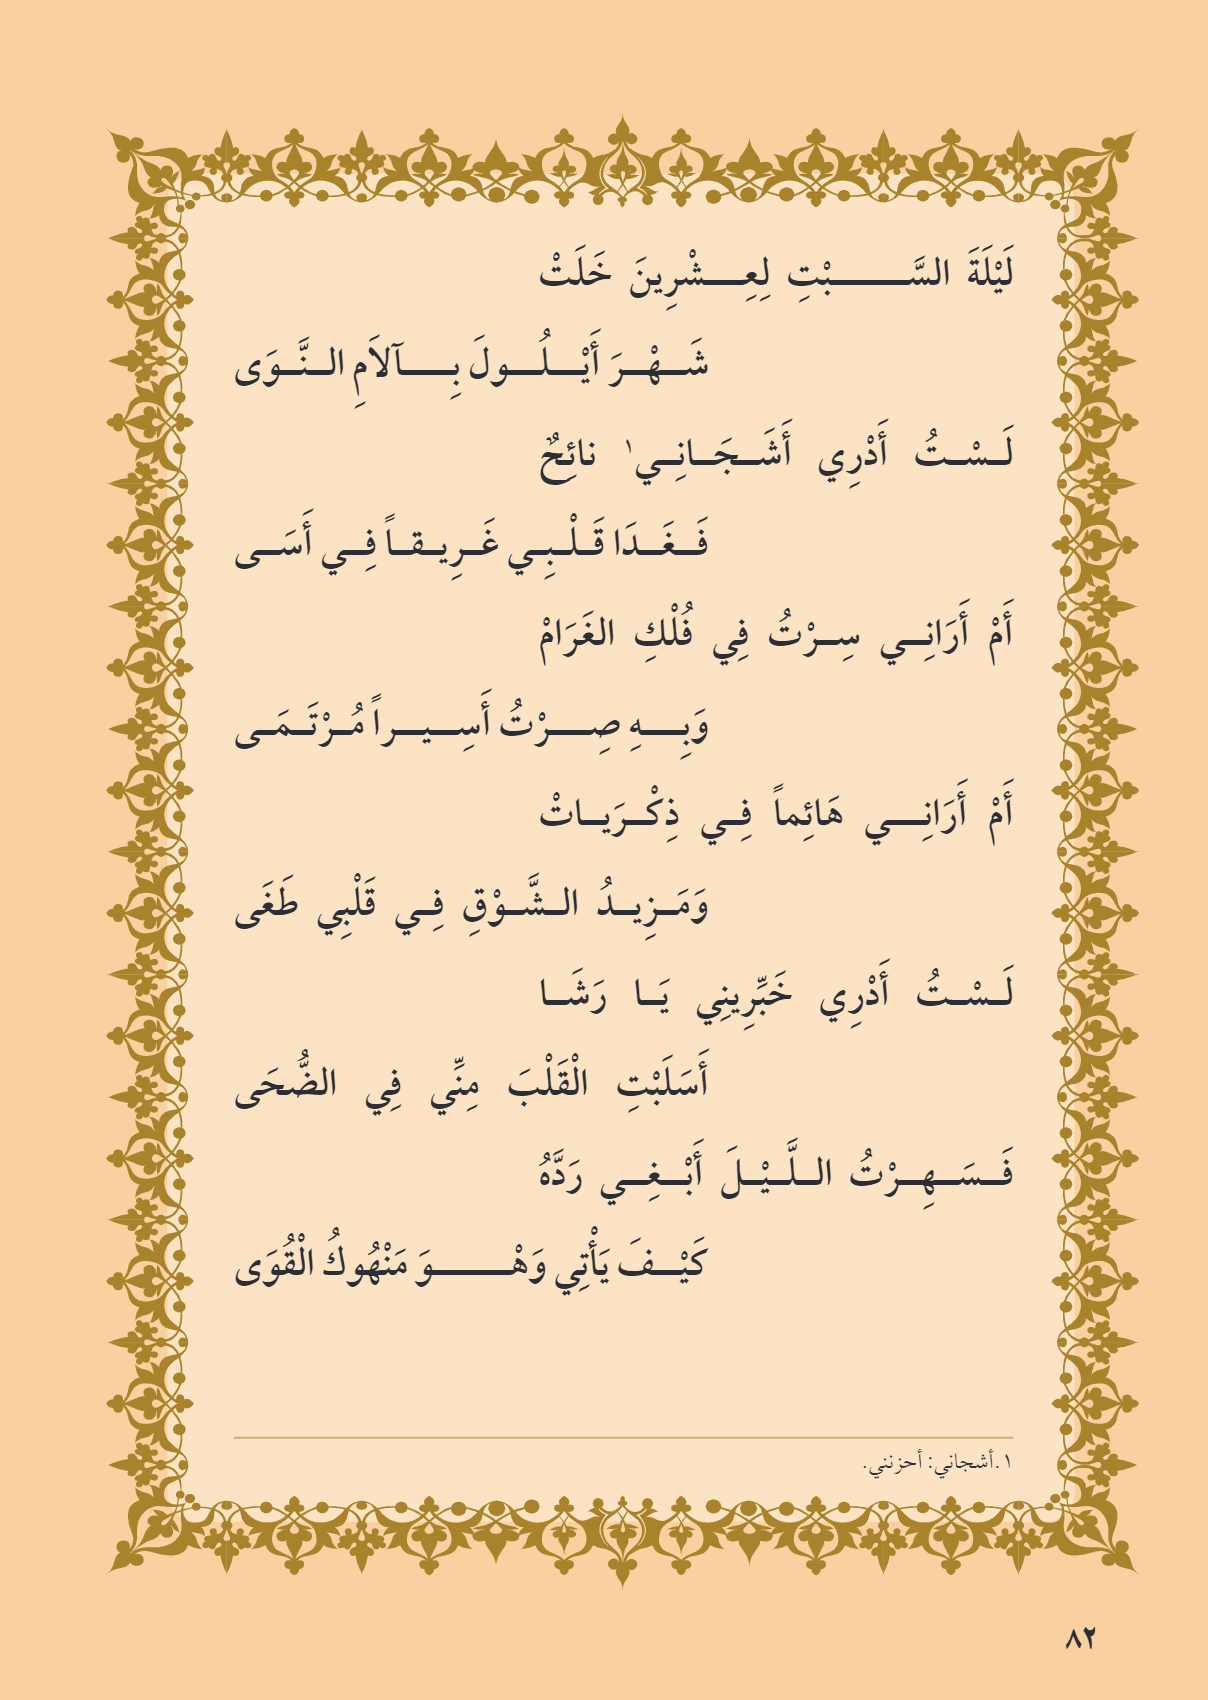 لَيْلَةَ السَّبْتِ لِعِشْرِينَ خَلَتْ
شَهْرَ أَيْلُولَ بِآلاَمِ النَّوَى
لَسْتُ أَدْرِي أَشَجَانِي١ نائِحٌ
فَغَدَا قَلْبِي غَرِيقاً فِي أَسَى
أَمْ أَرَانِي سِرْتُ فِي فُلْكِ الغَرَامْ
وَبِهِ صِرْتُ أَسِيراً مُرْتَمَى
أَمْ أَرَانِي هَائِماً فِي ذِكْرَيَاتْ
وَمَزِيدُ الشَّوْقِ فِي قَلْبِي طَغَى
لَسْتُ أَدْرِي خَبِّرِينِي يَا رَشَا
أَسَلَبْتِ الْقَلْبَ مِنِّي فِي الضُّحَى
فَسَهِرْتُ اللَّيْلَ أَبْغِي رَدَّهُ
كَيْفَ يَأْتِي وَهْوَ مَنْهُوكُ الْقُوَى
١.أشجاني: أحزنني.
٨٢